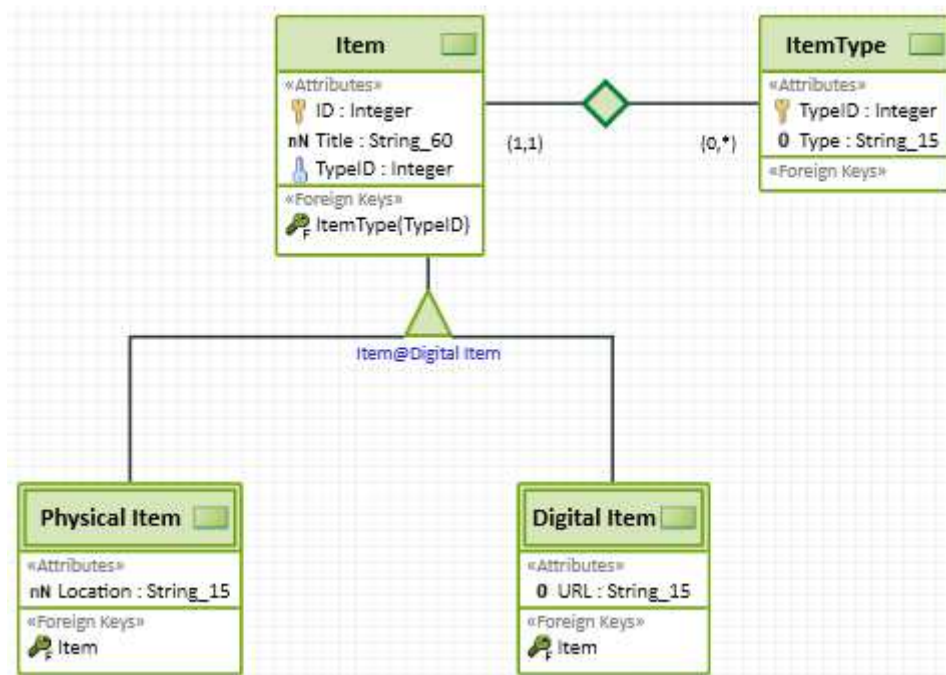 Item
«Attributes»
ID : Integer
nN Title : String_60
TypeID : Integer
«Foreign Keys»
ItemType(TypeID)
(1,1)
(0,*)
ItemType
«Attributes»
TypeID : Integer
0 Type : String_15
«Foreign Keys»
Item@Digital Item
Physical Item
«Attributes»
nN Location : String_15
«Foreign Keys»
Item
Digital Item
«Attributes»
0 URL : String_15
«Foreign Keys»
Item